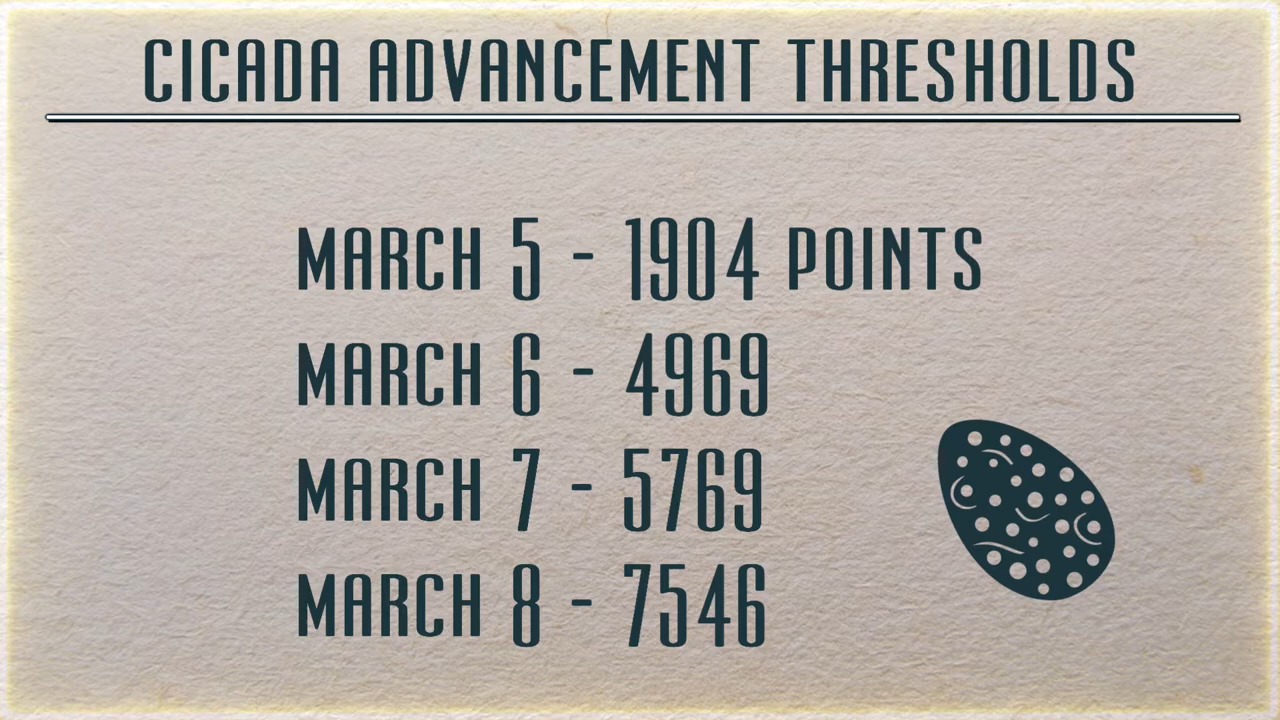 CICADA ADVANCEMENT THRESHOLDS
MARCH 5 - 1904 POINTS
MARCH 6 - 4969
MARCH 7 - 5769
MARCH 8 - 7546